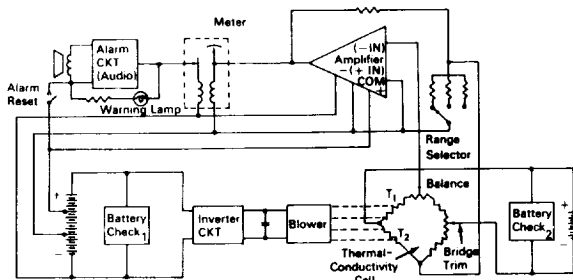 Meter
Alarm
CKT
(Audio)
(-IN)
Amplifier
-(+ IN)
COM
+
Alarm
Reset
Warning Lamp
Range
Selector
Balance
+
T1
+
Battery
Check1
Inverter
CKT
Blower
T2
Battery
Check2
-
Thermal-
Conductivity
Cell
Bridge
Trim
-